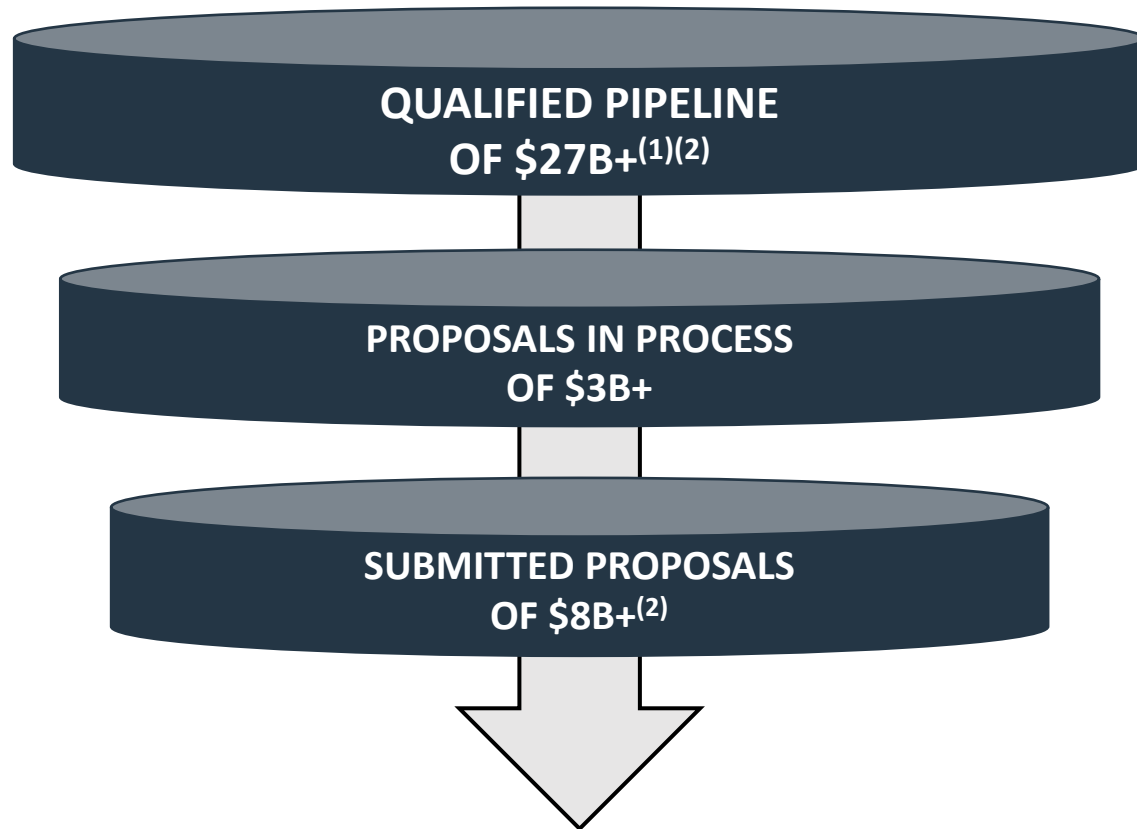 QUALIFIED PIPELINE
OF $27B+(1)(2)
PROPOSALS IN PROCESS
OF $3B+
SUBMITTED PROPOSALS
OF $8B+(2)